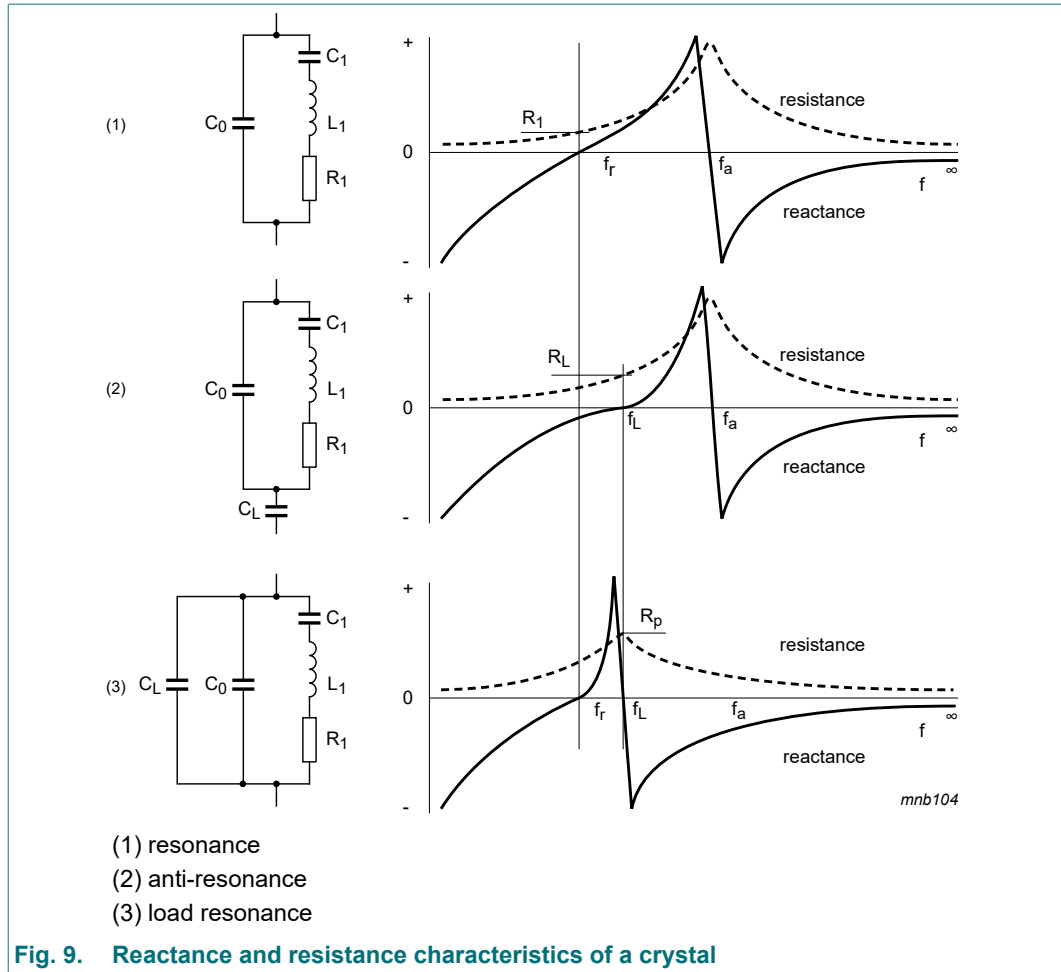 +
C1
C0
L1
R1
(1)
resistance
R1
0
fr
fa
f
∞
reactance
-
+
C1
C0
L1
R1
CL
(2)
resistance
RL
0
fL
fa
f
∞
reactance
-
+
C1
CL
C0
L1
R1
(3)
Rp
resistance
0
fr
fL
fa
f
∞
reactance
-
mnb104
(1) resonance
(2) anti-resonance
(3) load resonance
Fig. 9. Reactance and resistance characteristics of a crystal